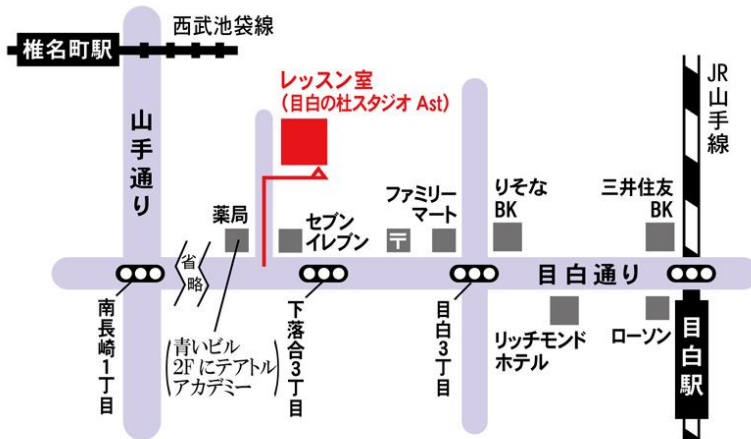 西武池袋線
椎名町駅
山手通り
レッスン室
(目白の杜スタジオ Ast)
JR山手線
薬局
セブン
イレブン
〒
ファミリー
マート
りそな
BK
三井住友
BK
省略
目白通り
南長崎1丁目
(青いビル
2Fにテアトル
アカデミー)
下落合3丁目
目白3丁目
リッチモンド
ホテル
ローソン
目白駅